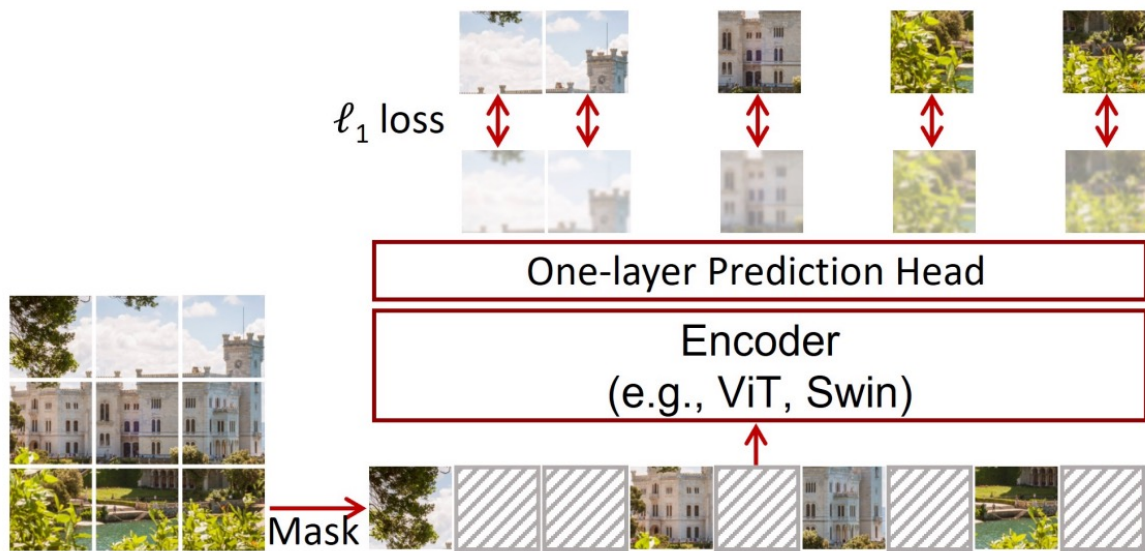 ℓ₁ loss
One-layer Prediction Head
Encoder
(e.g., ViT, Swin)
Mask